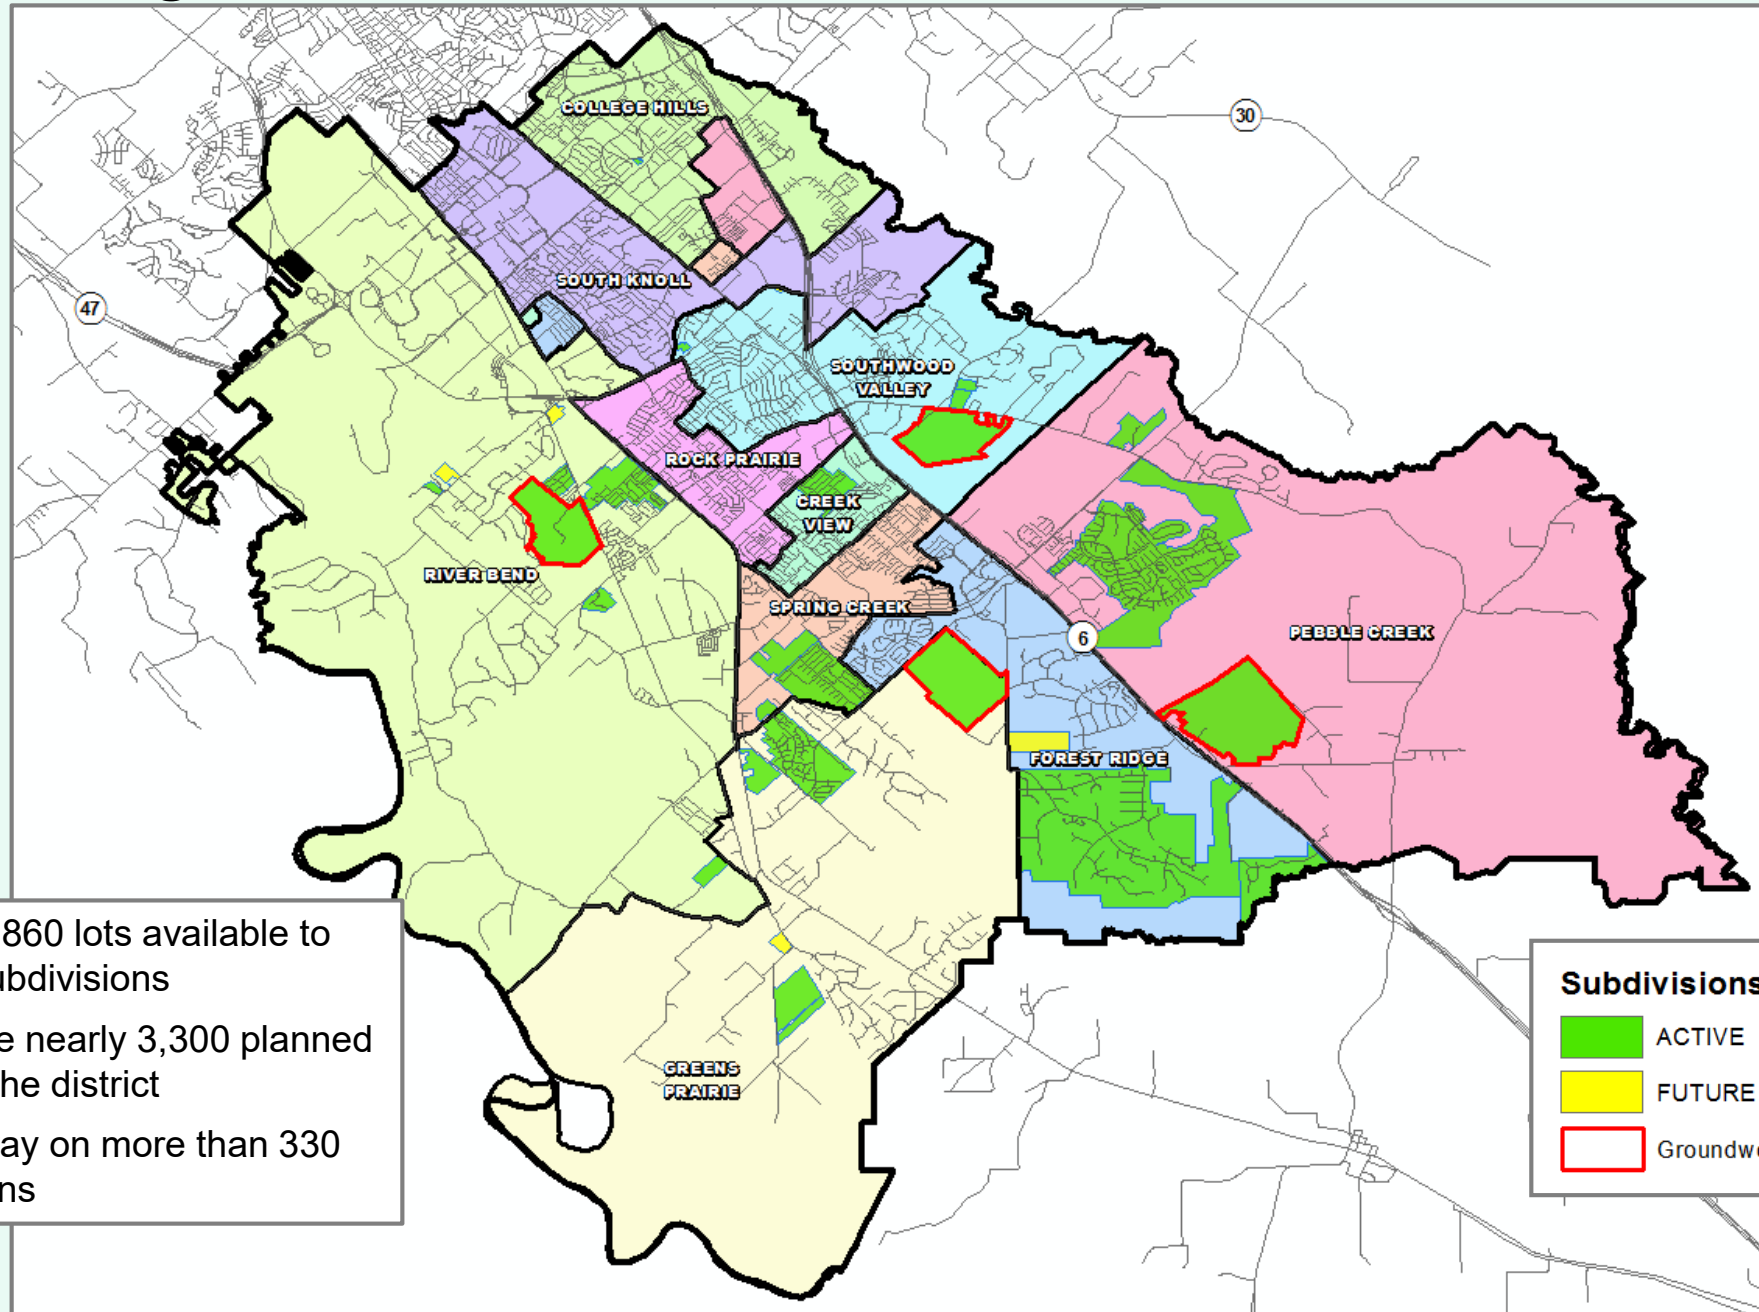 COLLEGE HILLS
30
SOUTH KNOLL
47
SOUTHWOOD
VALLEY
ROCK PRAIRIE
CREEK
VIEW
RIVER BEND
SPRING CREEK
6
PEBBLE CREEK
FOREST RIDGE
GREENS
PRAIRIE
860 lots available to
ubdivisions
e nearly 3,300 planned
he district
ay on more than 330
ns
Subdivisions
ACTIVE
FUTURE
Groundwo